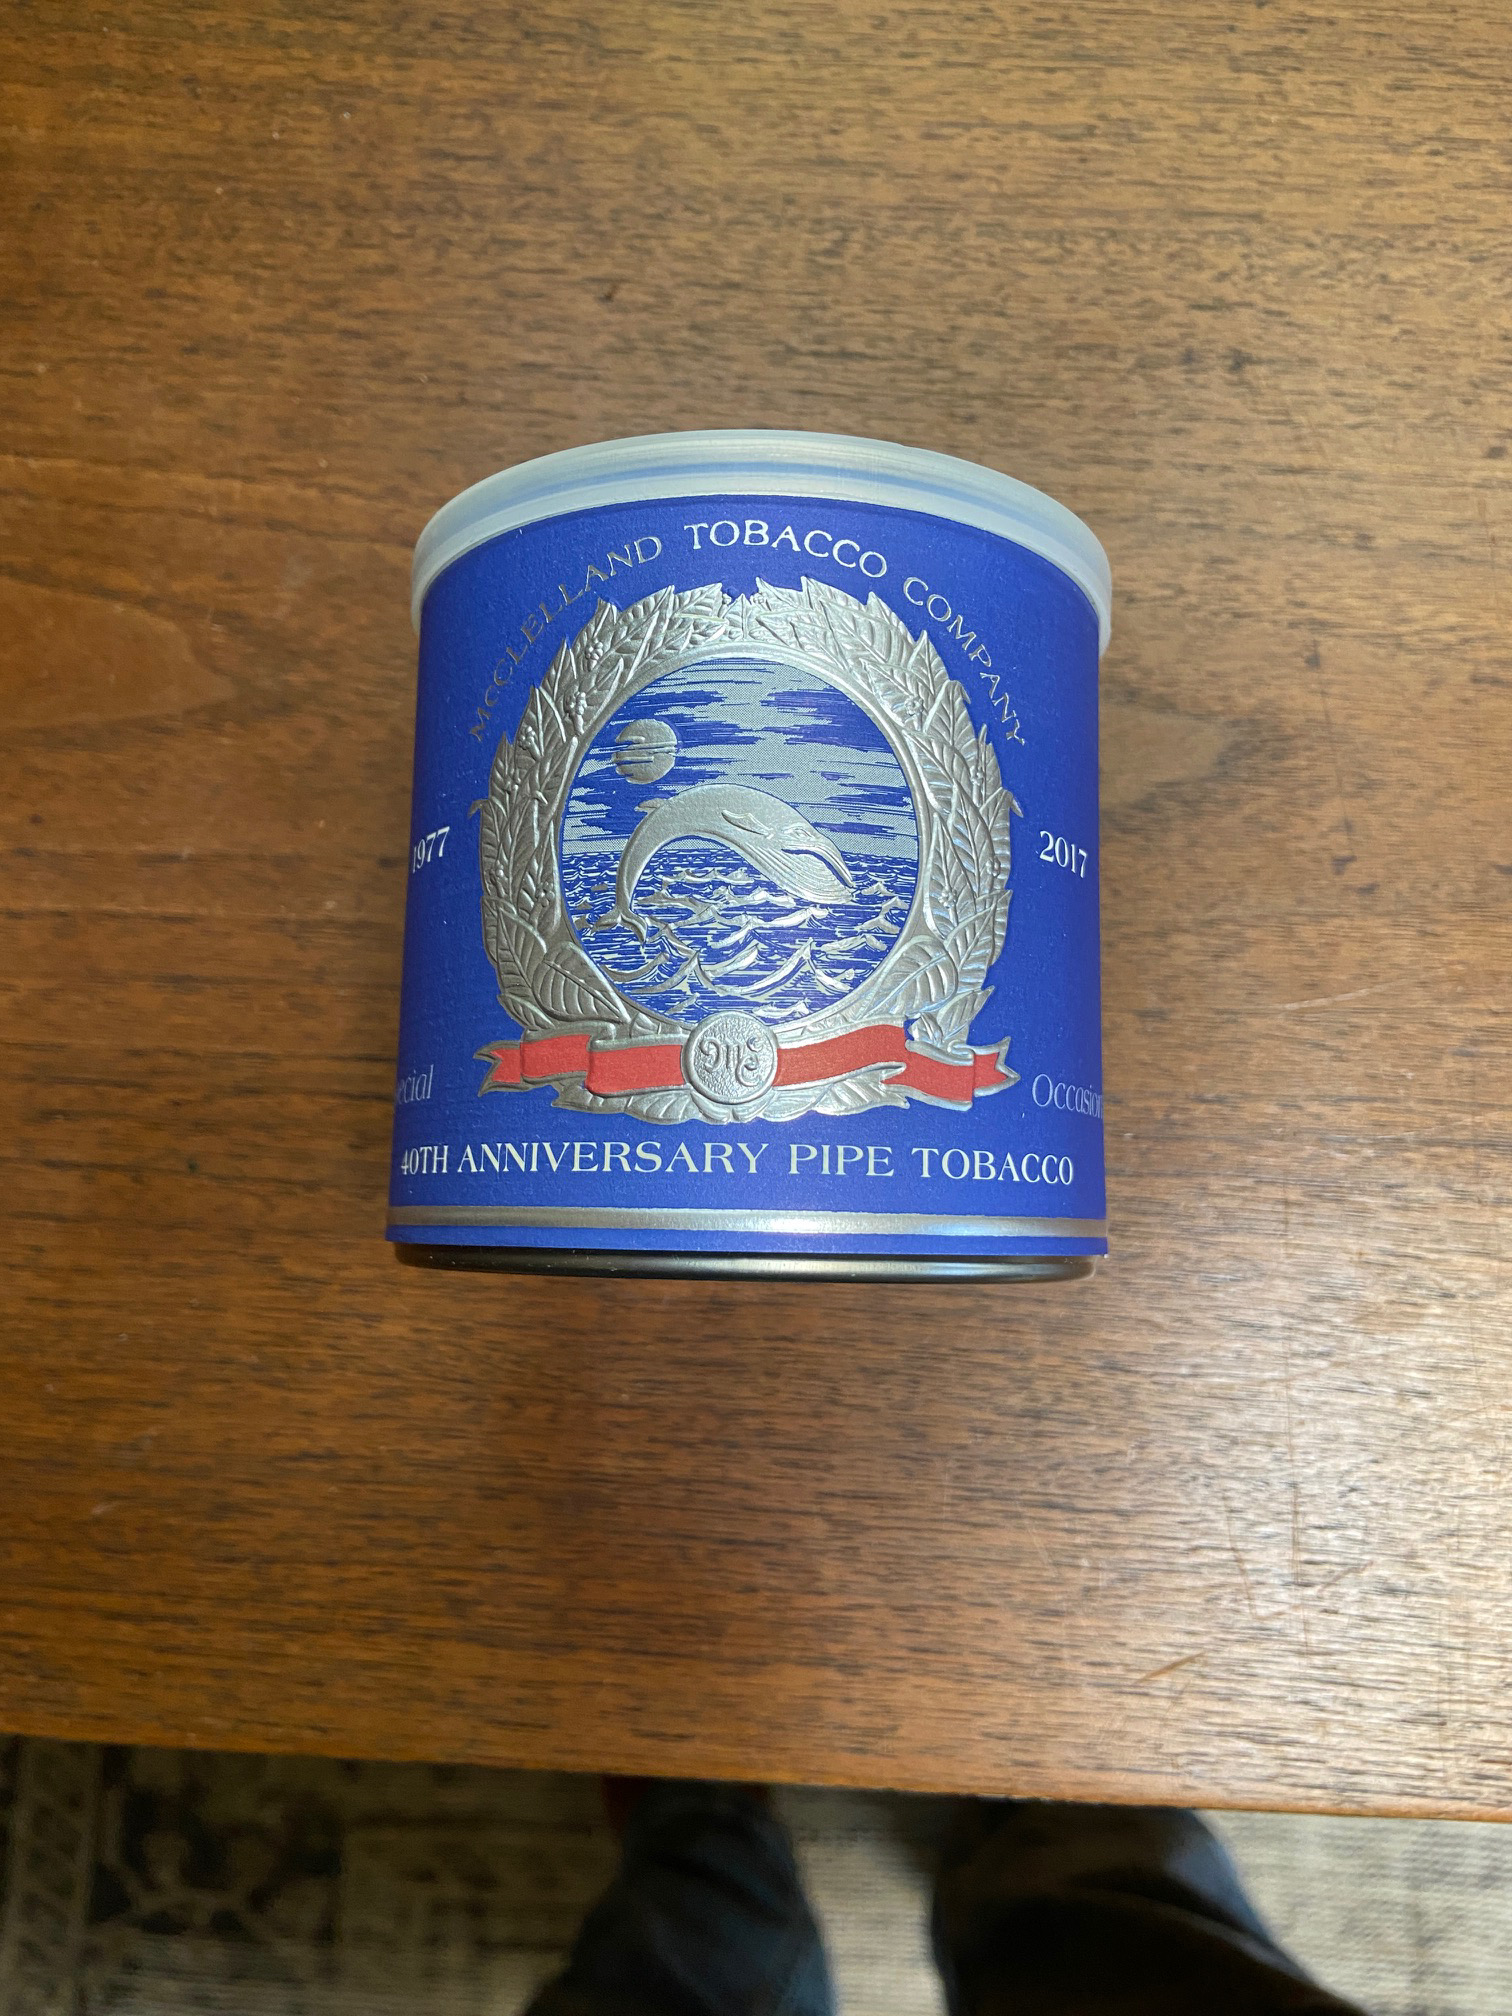 MCCLELLAND TOBACCO COMPANY
1977 2017
Occasion
40TH ANNIVERSARY PIPE TOBACCO